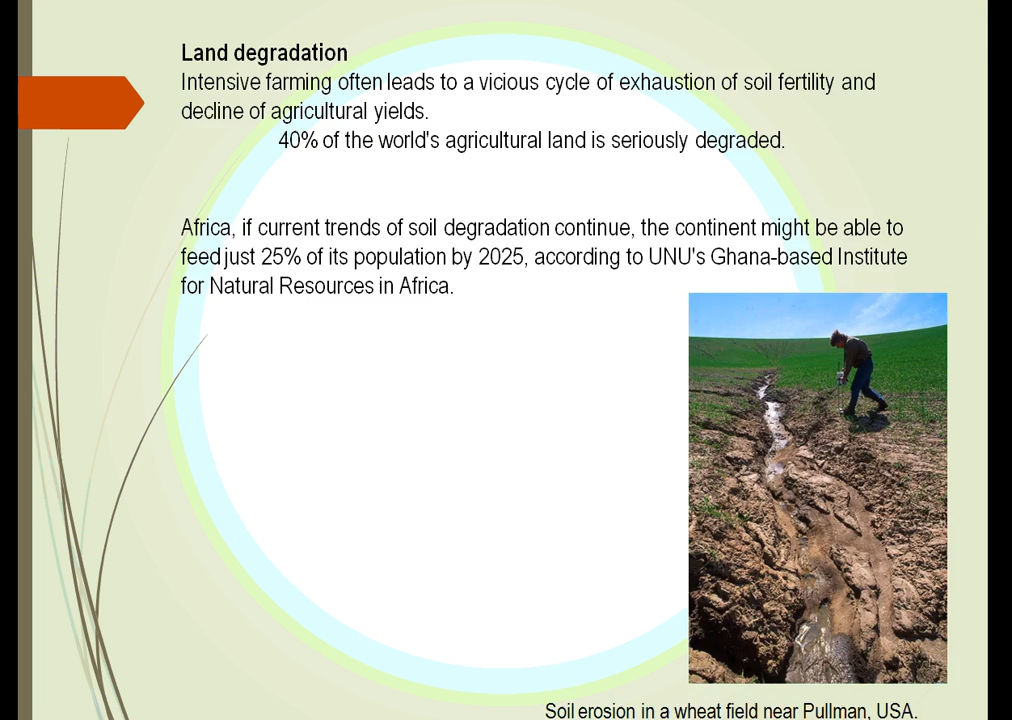 Land degradation
Intensive farming often leads to a vicious cycle of exhaustion of soil fertility and
decline of agricultural yields.
40% of the world's agricultural land is seriously degraded.
Africa, if current trends of soil degradation continue, the continent might be able to
feed just 25% of its population by 2025, according to UNU's Ghana-based Institute
for Natural Resources in Africa.
Soil erosion in a wheat field near Pullman, USA.